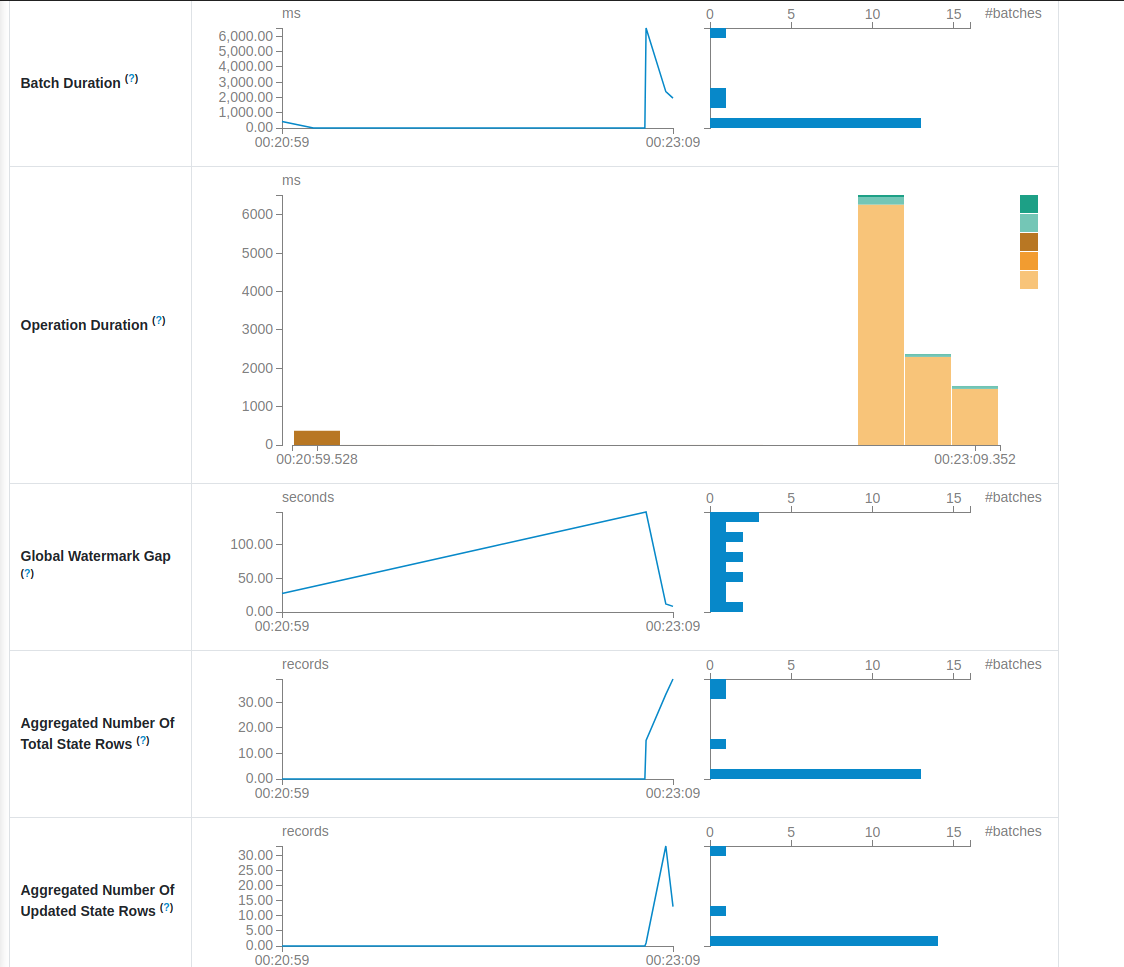 ms
0 5 10 15 #batches
6,000.00
5,000.00
4,000.00
3,000.00
2,000.00
1,000.00
0.00
Batch Duration (?)
00:20:59 00:23:09
ms
6000
5000
4000
3000
2000
1000
0
Operation Duration (?)
00:20:59.528 00:23:09.352
seconds
0 5 10 15 #batches
100.00
50.00
0.00
Global Watermark Gap
(?)
00:20:59 00:23:09
records
0 5 10 15 #batches
30.00
20.00
10.00
0.00
Aggregated Number Of
Total State Rows (?)
00:20:59 00:23:09
records
0 5 10 15 #batches
30.00
25.00
20.00
15.00
10.00
5.00
0.00
Aggregated Number Of
Updated State Rows (?)
00:20:59 00:23:09